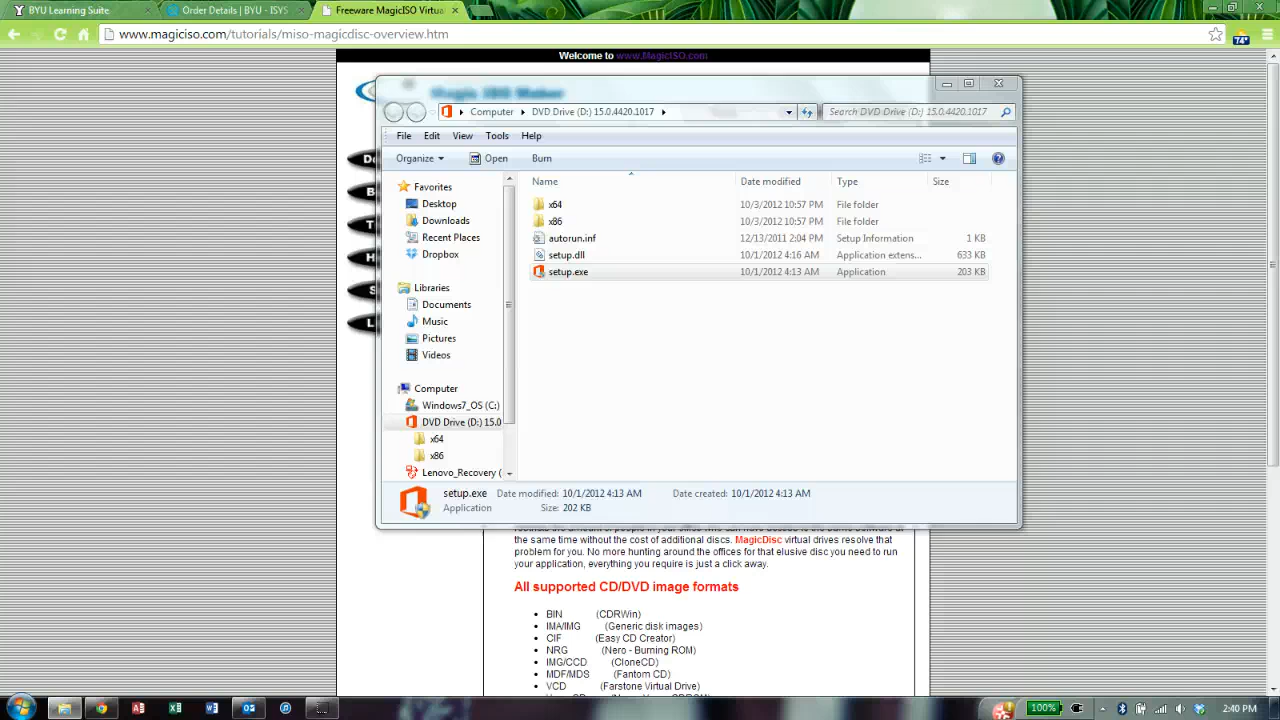 BYU Learning Suite
Order Details | BYU - ISYS
Freeware MagicISO Virtual
www.magiciso.com/tutorials/miso-magicdisc-overview.htm
74°
Welcome to www.MagicISO.com
Magic ISO Maker
Computer DVD Drive (D:) 15.0.4420.1017
Search DVD Drive (D:) 15.0.4420.1017
File Edit View Tools Help
Organize Open Burn
Name Date modified Type Size
x64 10/3/2012 10:57 PM File folder
x86 10/3/2012 10:57 PM File folder
autorun.inf 12/13/2011 2:04 PM Setup Information 1 KB
setup.dll 10/1/2012 4:16 AM Application extens... 633 KB
setup.exe 10/1/2012 4:13 AM Application 203 KB
Favorites
Desktop
Downloads
Recent Places
Dropbox
Libraries
Documents
Music
Pictures
Videos
Computer
Windows7_OS (C:)
DVD Drive (D:) 15.0
x64
x86
Lenovo_Recovery (
setup.exe Date modified: 10/1/2012 4:13 AM Date created: 10/1/2012 4:13 AM
Application Size: 202 KB
the same time without the cost of additional discs. MagicDisc virtual drives resolve that
problem for you. No more hunting around the offices for that elusive disc you need to run
your application, everything you require is just a click away.
All supported CD/DVD image formats
BIN (CDRWin)
IMA/IMG (Generic disk images)
CIF (Easy CD Creator)
NRG (Nero - Burning ROM)
IMG/CCD (CloneCD)
MDF/MDS (Fantom CD)
VCD (Farstone Virtual Drive)
100%
2:40 PM